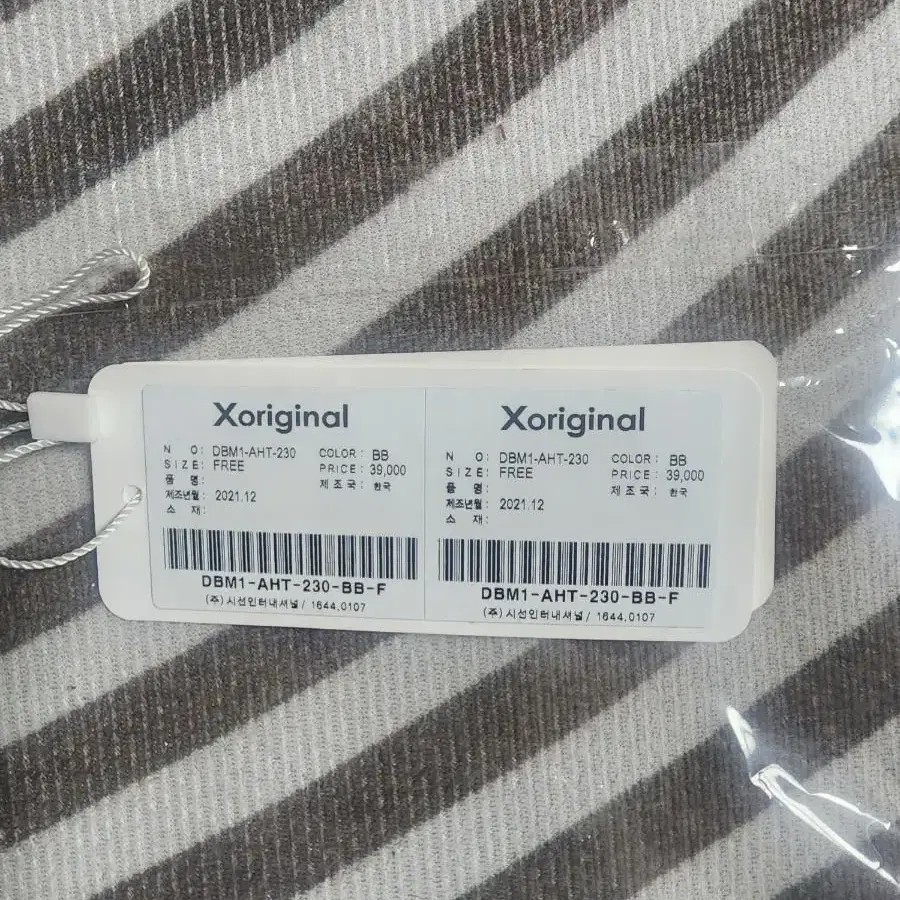 Xoriginal
N O: DBM1-AHT-230 COLOR: BB
SIZE: FREE PRICE: 39,000
품 명: 제조국: 한국
제조년월: 2021.12
소 재:
DBM1-AHT-230-BB-F
(주)시선인터내셔널/ 1644.0107
Xoriginal
N O: DBM1-AHT-230 COLOR: BB
SIZE: FREE PRICE: 39,000
품 명: 제조국: 한국
제조년월: 2021.12
소 재:
DBM1-AHT-230-BB-F
(주)시선인터내셔널/ 1644.0107